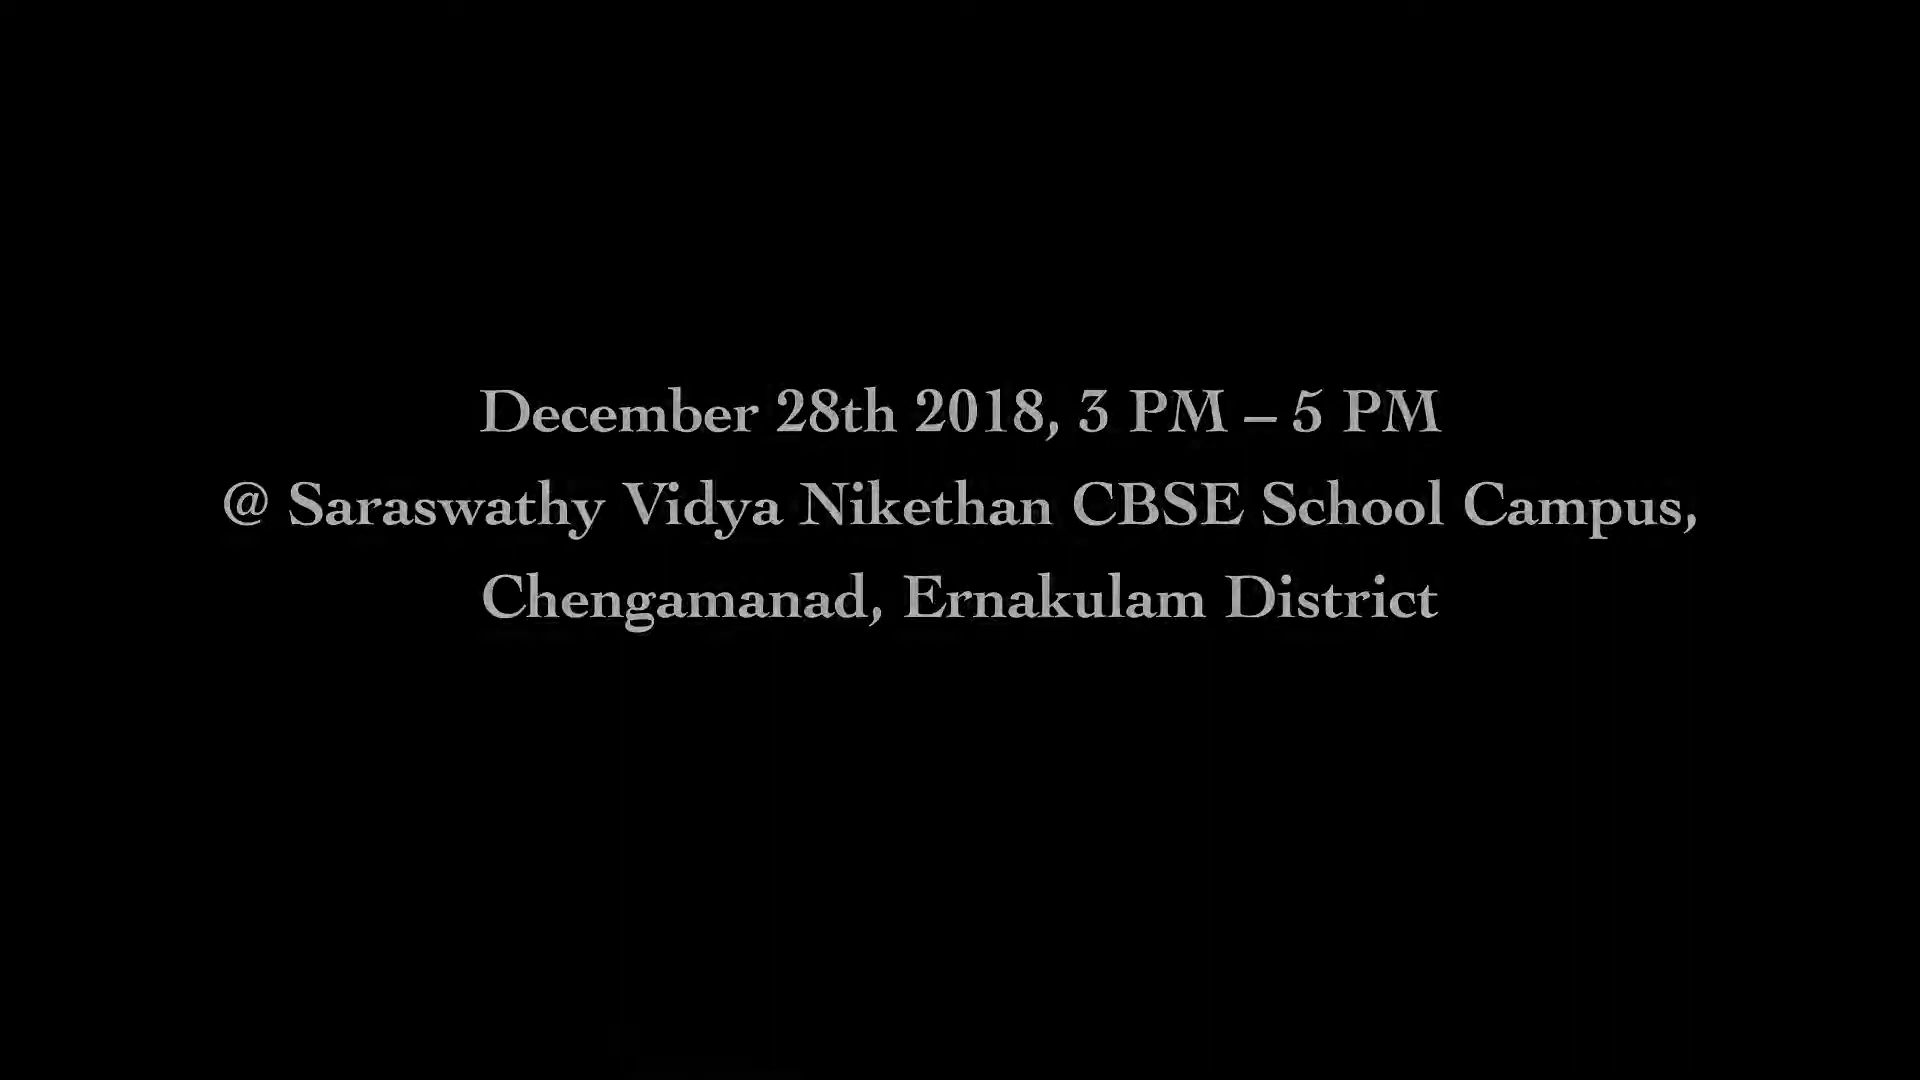 December 28th 2018, 3 PM – 5 PM
@ Saraswathy Vidya Nikethan CBSE School Campus,
Chengamanad, Ernakulam District